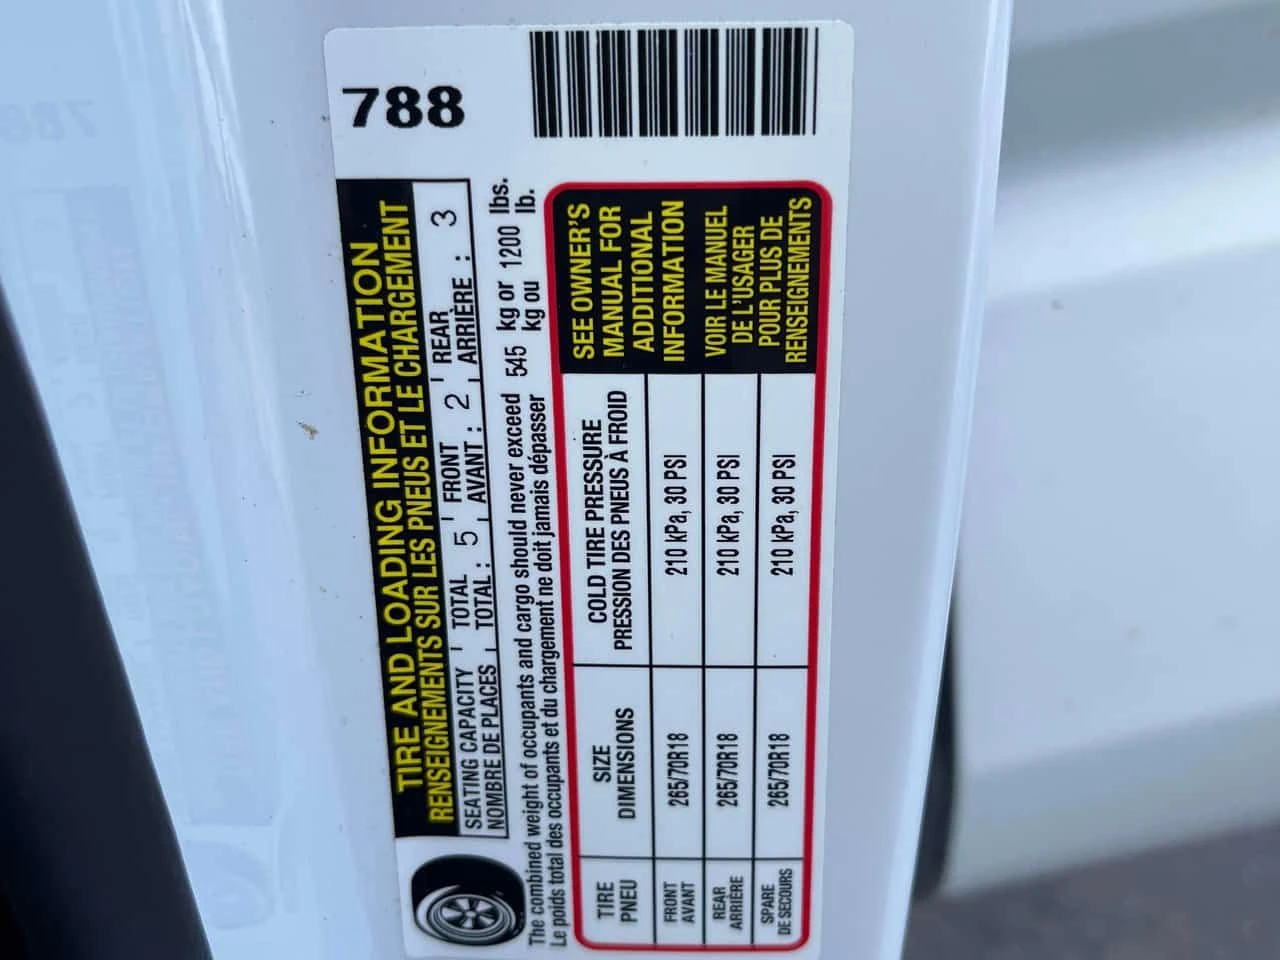 788
TIRE AND LOADING INFORMATION
RENSEIGNEMENTS SUR LES PNEUS ET LE CHARGEMENT
SEATING CAPACITY TOTAL 5 FRONT 2 REAR 3
NOMBRE DE PLACES TOTAL : AVANT : ARRIÈRE :
The combined weight of occupants and cargo should never exceed 545 kg or 1200 lbs.
Le poids total des occupants et du chargement ne doit jamais dépasser kg ou lb.
TIRE
PNEU
SIZE
DIMENSIONS
COLD TIRE PRESSURE
PRESSION DES PNEUS À FROID
SEE OWNER'S
MANUAL FOR
ADDITIONAL
INFORMATION
VOIR LE MANUEL
DE L'USAGER
POUR PLUS DE
RENSEIGNEMENTS
FRONT
AVANT
265/70R18
210 kPa, 30 PSI
REAR
ARRIÈRE
265/70R18
210 kPa, 30 PSI
SPARE
DE SECOURS
265/70R18
210 kPa, 30 PSI